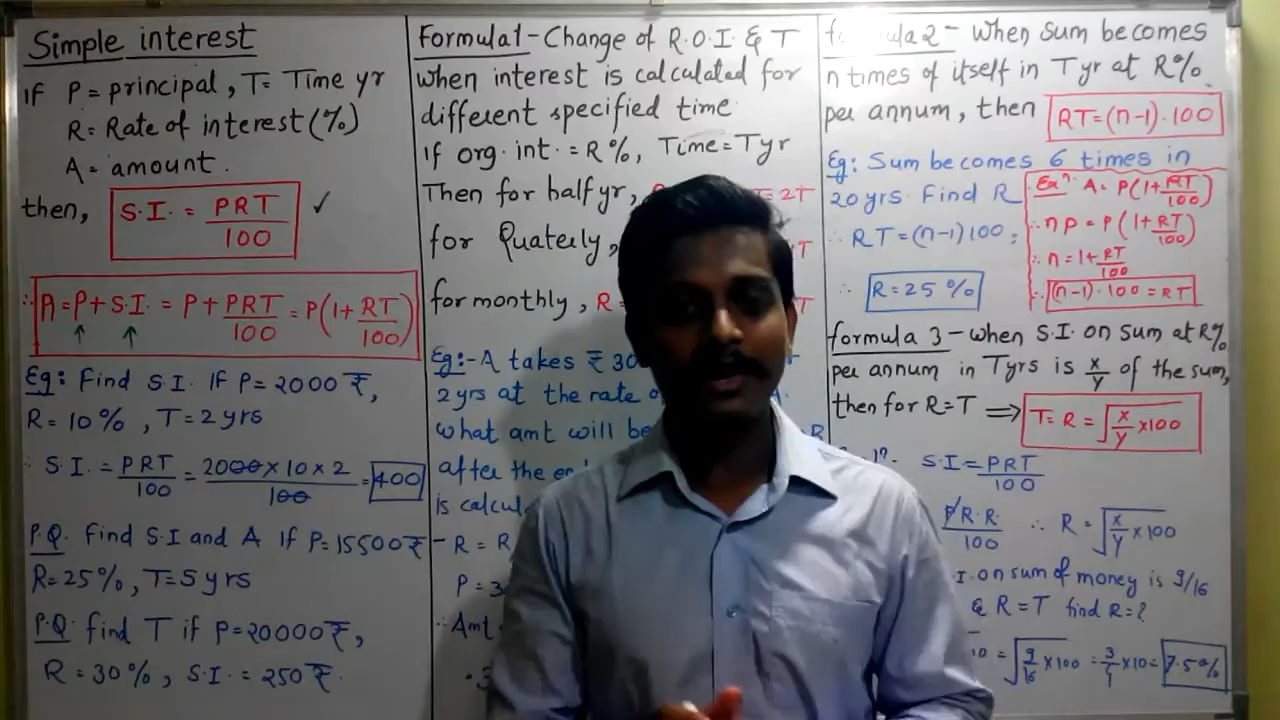 Simple interest
If P = principal, T = Time yr
R = Rate of interest (%)
A = amount.
then, S.I. = PRT/100 ✓
∴ A = P + S.I. = P + PRT/100 = P(1 + RT/100)
↑ ↑
Eg: Find S.I. If P = 2000 ₹,
R = 10%, T = 2 yrs
∴ S.I. = PRT/100 = 2000 × 10 × 2/100 = 400
P.Q. Find S.I and A If P = 15500 ₹
R = 25%, T = 5 yrs
P.Q. find T if P = 20000 ₹,
R = 30%, S.I. = 250 ₹.
Formula 1 - Change of R.O.I. & T
when interest is calculated for
different specified time
If org. int. = R%, Time = Tyr
Then for half yr, = 2T
for Quaterly, T
for monthly, R = T
Eg:- A takes ₹ 30
2 yrs at the rate
what amt will be
after the
is calcul
- R = R
P = 3
∴ Amt
2 - When Sum becomes
n times of itself in T yr at R%
per annum, then RT = (n-1).100
Eg: Sum becomes 6 times in
20 yrs. Find R
∴ RT = (n-1)100
∴ R = 25%
Exⁿ A = P(1 + RT/100)
∴ nP = P(1 + RT/100)
∴ n = 1 + RT/100
∴ (n-1).100 = RT
formula 3 - when S.I. on sum at R%
per annum in Tyrs is x/y of the sum,
then for R = T ⟹ T = R = √(x/y × 100)
S.I = PRT/100
PR.R/100 ∴ R = √(x/y × 100)
I. on sum of money is 9/16
& R = T find R = ?
= √(9/16 × 100) = 3/4 × 10 = 7.5%